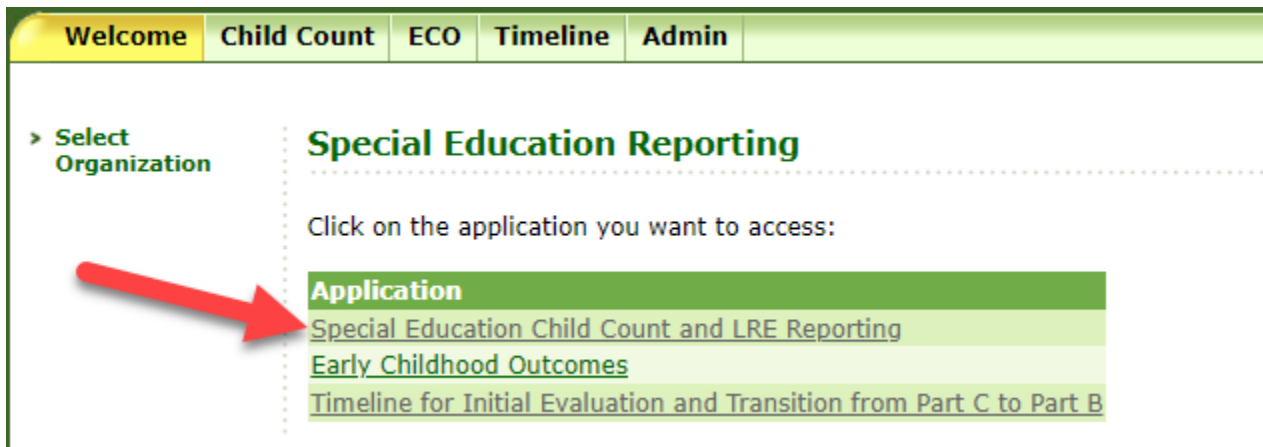 Welcome Child Count ECO Timeline Admin
> Select
Organization
Special Education Reporting
Click on the application you want to access:
Application
Special Education Child Count and LRE Reporting
Early Childhood Outcomes
Timeline for Initial Evaluation and Transition from Part C to Part B